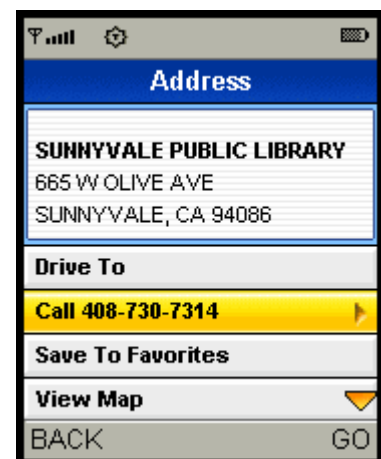 Address
SUNNYVALE PUBLIC LIBRARY
665 W OLIVE AVE
SUNNYVALE, CA 94086
Drive To
Call 408-730-7314
Save To Favorites
View Map
BACK GO